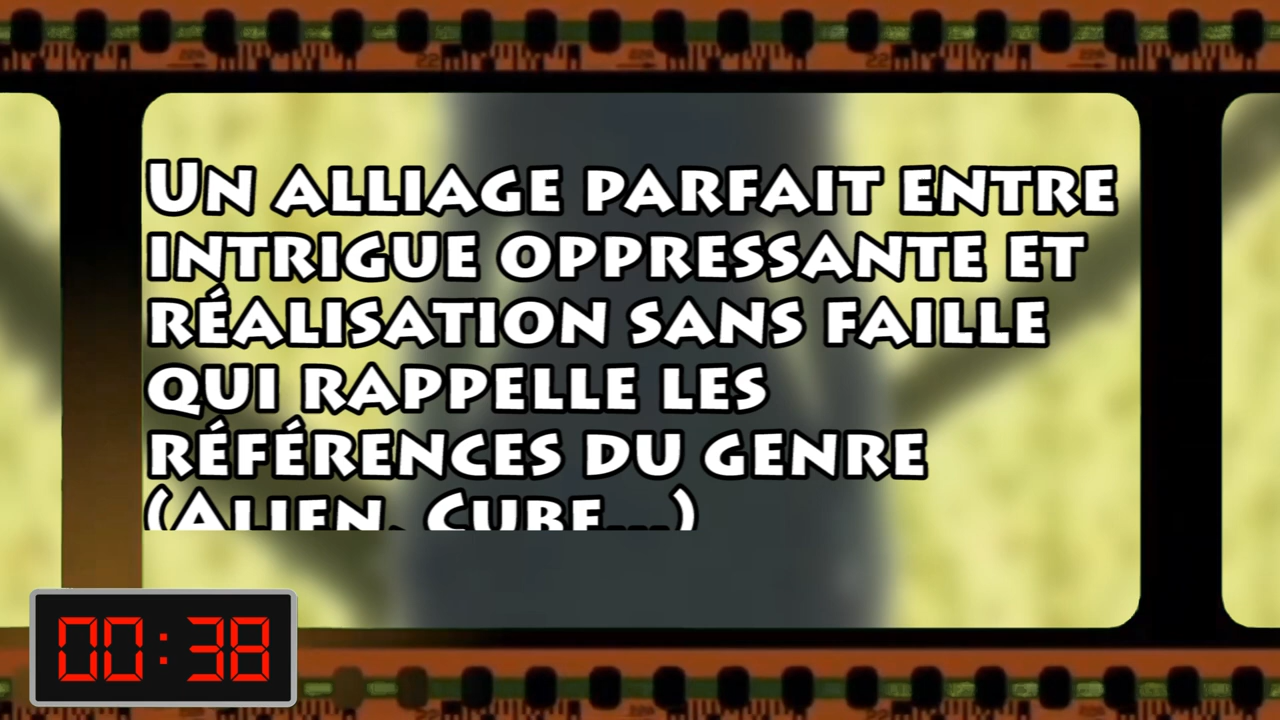 Un alliage parfait entre
intrigue oppressante et
réalisation sans faille
qui rappelle les
références du genre
(Alien, Cube...)
00:38